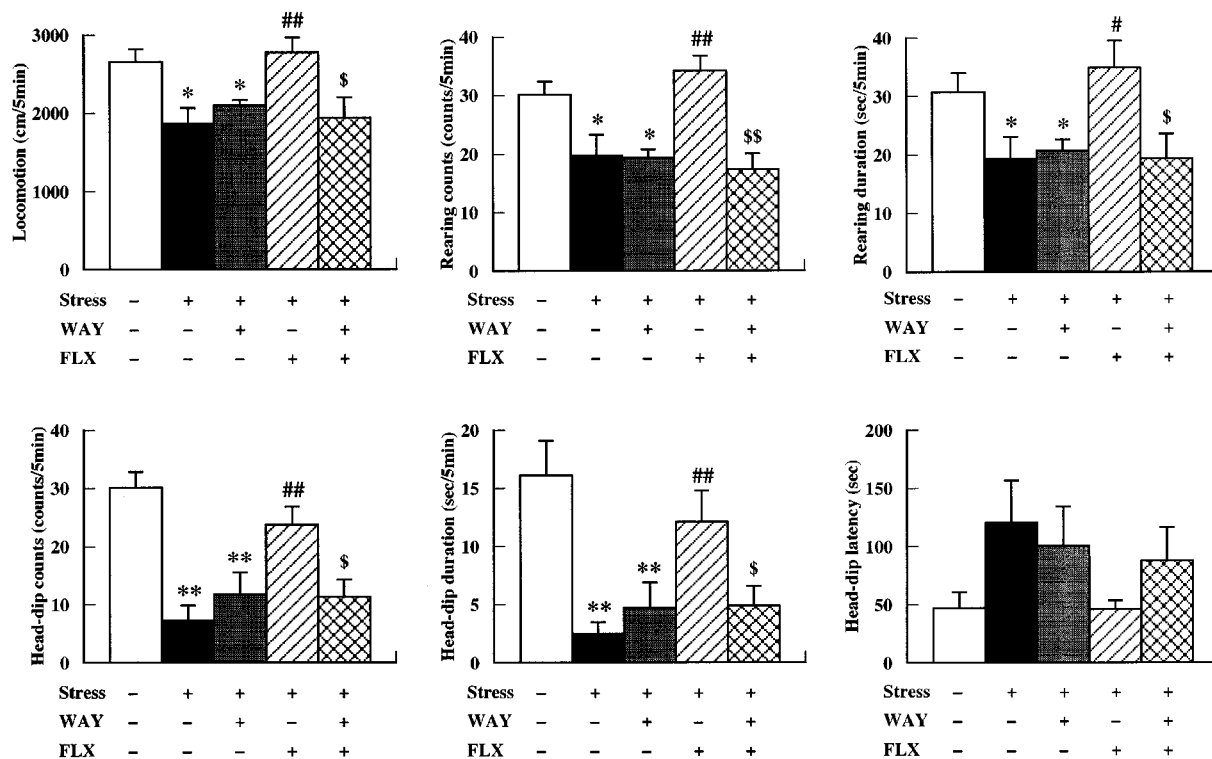 ##
##
#
3000
40
40
*
*
$
*
*
$$
*
*
$
2000
30
30
20
20
1000
10
10
0
0
0
Locomotion (cm/5min)
Rearing counts (counts/5min)
Rearing duration (sec/5min)
Stress – + + + +
Stress – + + + +
Stress – + + + +
WAY – – + – +
WAY – – + – +
WAY – – + – +
FLX – – – + +
FLX – – – + +
FLX – – – + +
40
20
200
##
##
**
**
$
**
**
$
30
15
150
20
10
100
10
5
50
0
0
0
Head-dip counts (counts/5min)
Head-dip duration (sec/5min)
Head-dip latency (sec)
Stress – + + + +
Stress – + + + +
Stress – + + + +
WAY – – + – +
WAY – – + – +
WAY – – + – +
FLX – – – + +
FLX – – – + +
FLX – – – + +